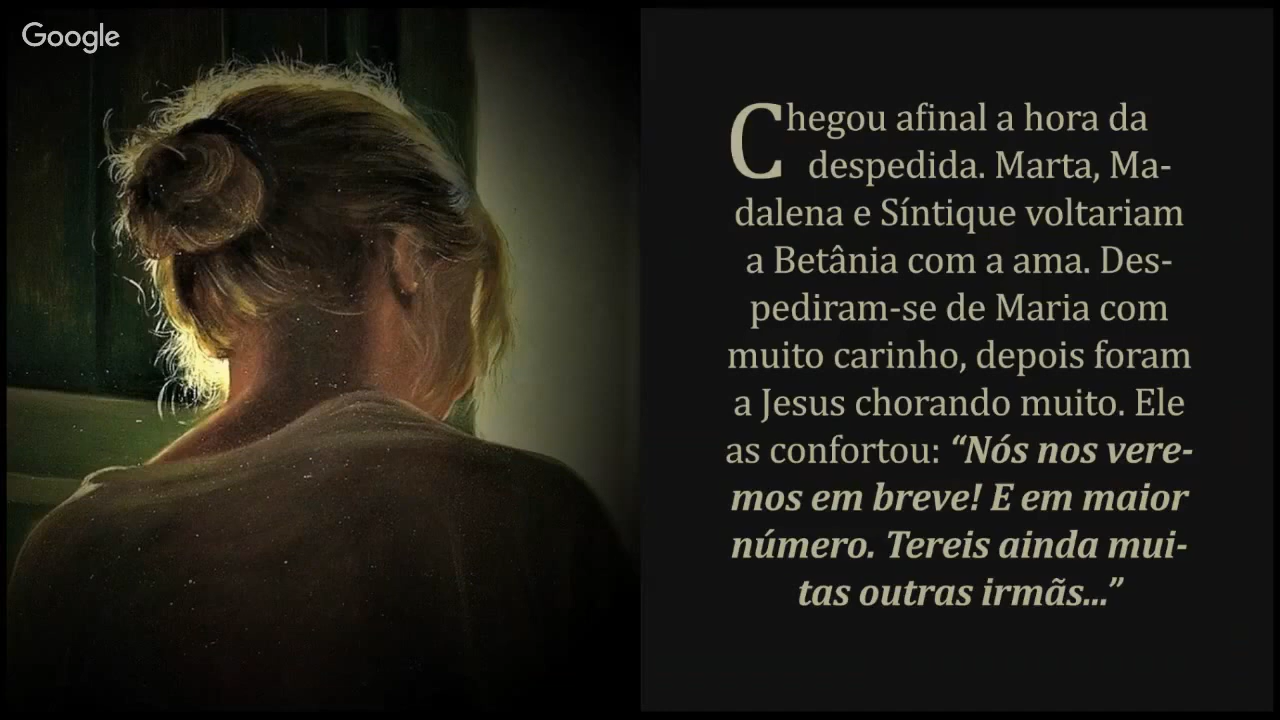 Google
Chegou afinal a hora da
despedida. Marta, Ma-
dalena e Síntique voltariam
a Betânia com a ama. Des-
pediram-se de Maria com
muito carinho, depois foram
a Jesus chorando muito. Ele
as confortou: “Nós nos vere-
mos em breve! E em maior
número. Tereis ainda mui-
tas outras irmãs...”